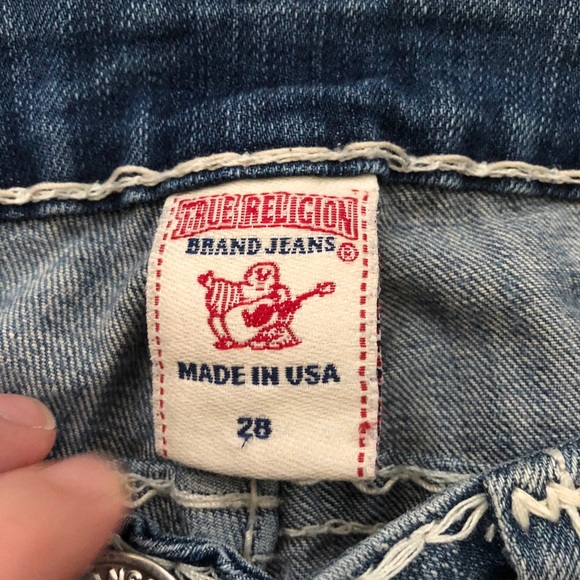 TRUE RELIGION
BRAND JEANS ®
MADE IN USA
28